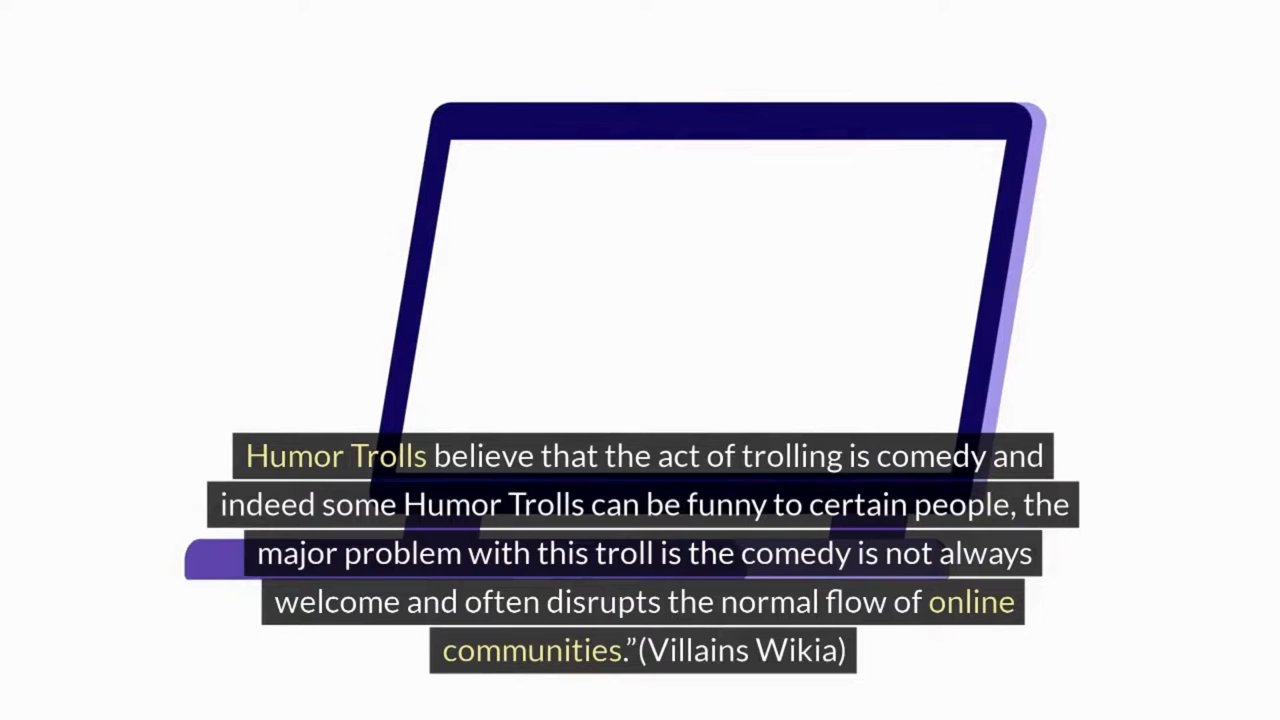 Humor Trolls believe that the act of trolling is comedy and
indeed some Humor Trolls can be funny to certain people, the
major problem with this troll is the comedy is not always
welcome and often disrupts the normal flow of online
communities.”(Villains Wikia)